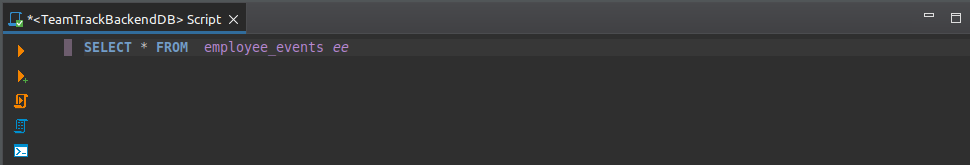 *<TeamTrackBackendDB> Script
SELECT * FROM  employee_events ee